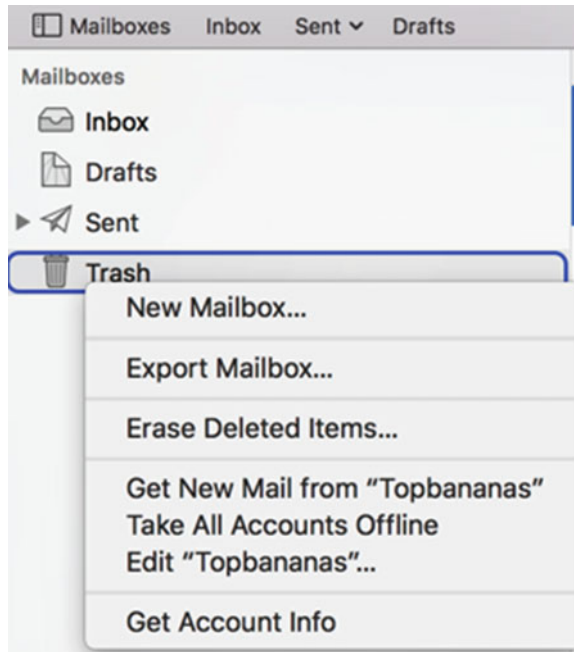 Mailboxes Inbox Sent Drafts
Mailboxes
Inbox
Drafts
Sent
Trash
New Mailbox...
Export Mailbox...
Erase Deleted Items...
Get New Mail from “Topbananas”
Take All Accounts Offline
Edit “Topbananas”...
Get Account Info